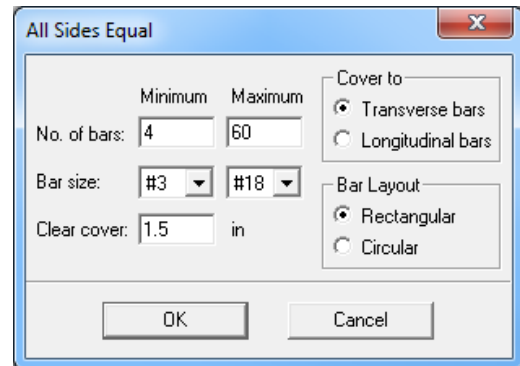 All Sides Equal
Minimum Maximum
No. of bars: 4 60
Bar size: #3 #18
Clear cover: 1.5 in
Cover to
Transverse bars
Longitudinal bars
Bar Layout
Rectangular
Circular
OK Cancel